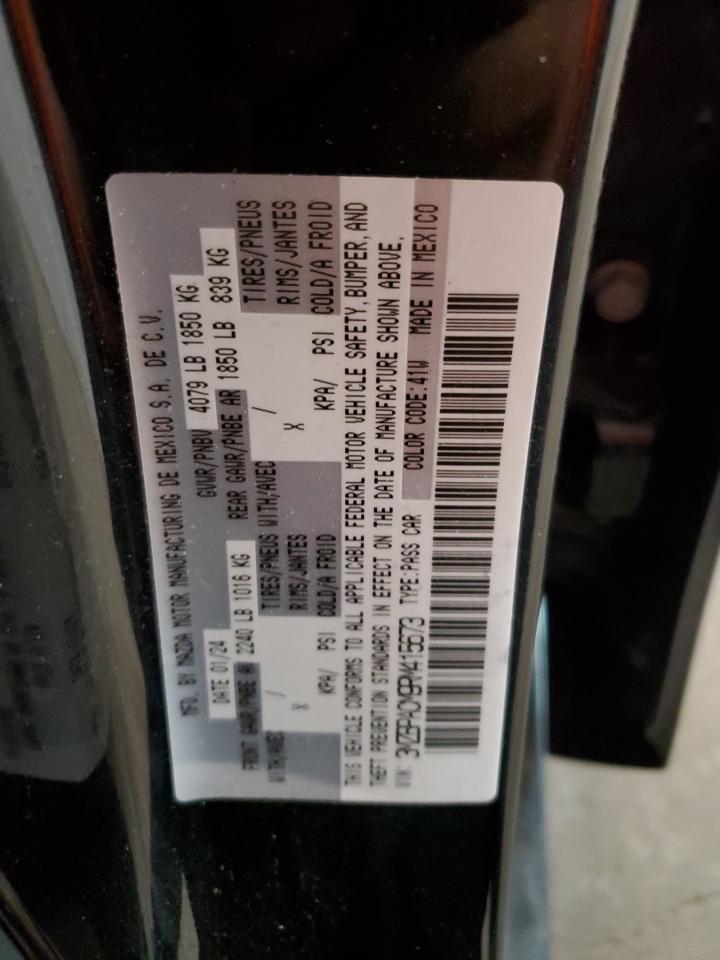 MFD. BY MAZDA MOTOR MANUFACTURING DE MEXICO S.A. DE C.V.
DATE 01/24 GVWR/PNBV 4079 LB 1850 KG
FRONT GAWR/PNBE AV 2240 LB 1016 KG REAR GAWR/PNBE AR 1850 LB 839 KG
WITH/AVEC / TIRES/PNEUS WITH/AVEC / TIRES/PNEUS
X RIMS/JANTES X RIMS/JANTES
KPA/ PSI COLD/A FROID KPA/ PSI COLD/A FROID
THIS VEHICLE CONFORMS TO ALL APPLICABLE FEDERAL MOTOR VEHICLE SAFETY, BUMPER, AND
THEFT PREVENTION STANDARDS IN EFFECT ON THE DATE OF MANUFACTURE SHOWN ABOVE.
VIN: 3MZBPACM9RM415673 TYPE:PASS CAR COLOR CODE:41W MADE IN MEXICO